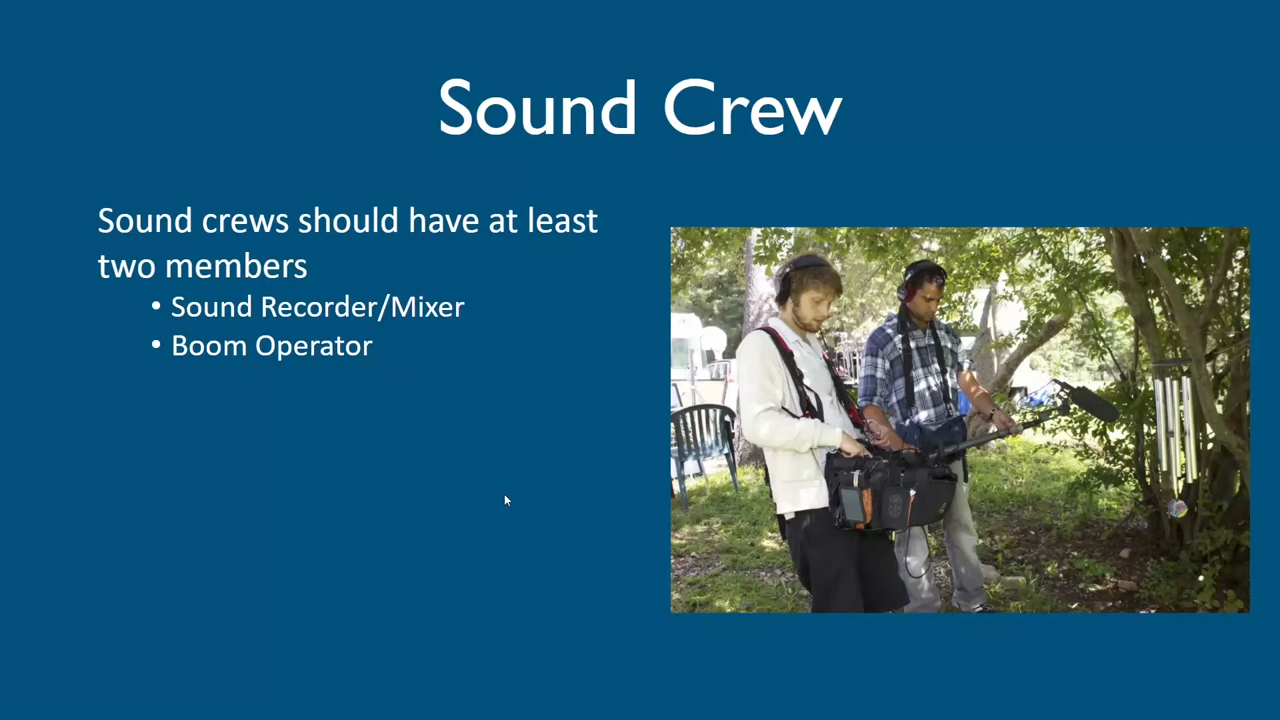 Sound Crew
Sound crews should have at least
two members
• Sound Recorder/Mixer
• Boom Operator